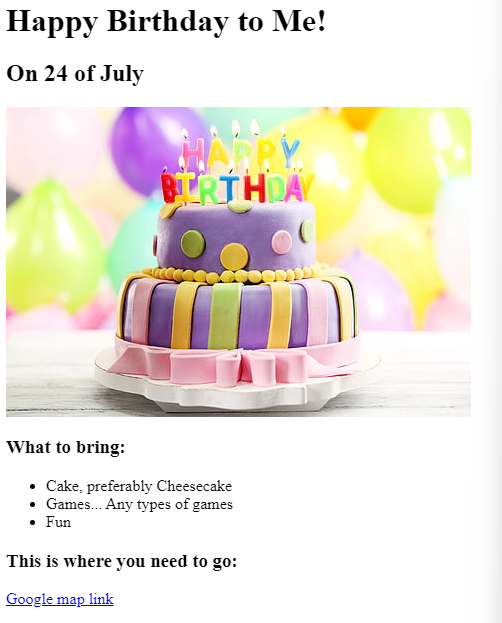 Happy Birthday to Me!
On 24 of July
HAPPY
BIRTHDAY
What to bring:
Cake, preferably Cheesecake
Games... Any types of games
Fun
This is where you need to go:
Google map link